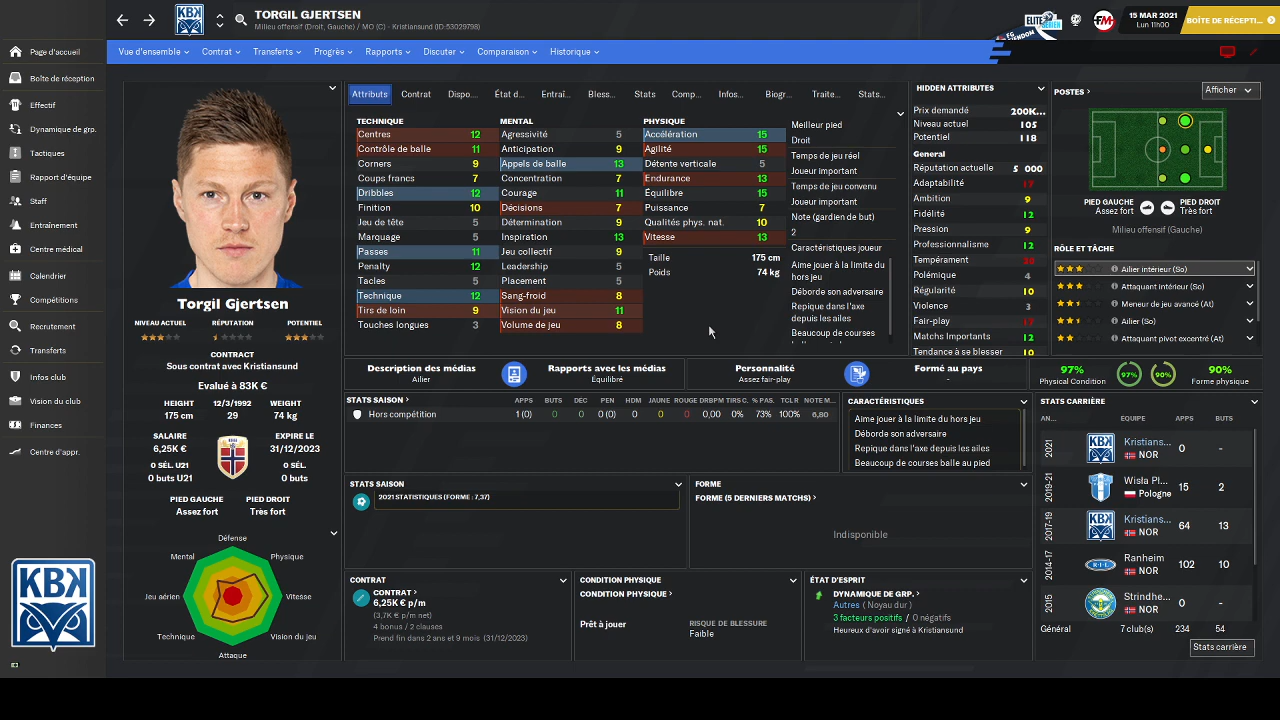 TORGIL GJERTSEN
Milieu offensif (Droit, Gauche) / MO (C) - Kristiansund (ID:53029798)
ELITE SERIEN
FM
15 MAR 2021
Lun 11h00
BOÎTE DE RÉCEPTI...
Page d'accueil
Boîte de réception
Effectif
Dynamique de grp.
Tactiques
Rapport d'équipe
Staff
Entraînement
Centre médical
Calendrier
Compétitions
Recrutement
Transferts
Infos club
Vision du club
Finances
Centre d'appr.
KBK
Vue d'ensemble
Contrat
Transferts
Progrès
Rapports
Discuter
Comparaison
Historique
Torgil Gjertsen
NIVEAU ACTUEL
RÉPUTATION
POTENTIEL
CONTRACT
Sous contrat avec Kristiansund
Evalué à 83K €
HEIGHT 12/3/1992 WEIGHT
175 cm 29 74 kg
SALAIRE EXPIRE LE
6,25K € 31/12/2023
0 SÉL. U21 0 SÉL.
0 buts U21 0 buts
PIED GAUCHE PIED DROIT
Assez fort Très fort
Défense
Mental Physique
Jeu aérien Vitesse
Technique Vision du jeu
Attaque
Attributs Contrat Dispo... État d... Entrai... Bless... Stats Comp... Infos... Biogr... Traite... Stats...
TECHNIQUE
Centres 12
Contrôle de balle 11
Corners 9
Coups francs 7
Dribbles 12
Finition 10
Jeu de tête 5
Marquage 5
Passes 11
Penalty 12
Tacles 5
Technique 12
Tirs de loin 9
Touches longues 3
MENTAL
Agressivité 5
Anticipation 9
Appels de balle 13
Concentration 7
Courage 11
Décisions 7
Détermination 9
Inspiration 13
Jeu collectif 9
Leadership 5
Placement 5
Sang-froid 8
Vision du jeu 11
Volume de jeu 8
PHYSIQUE
Accélération 15
Agilité 15
Détente verticale 5
Endurance 13
Équilibre 15
Puissance 7
Qualités phys. nat. 10
Vitesse 13
Taille 175 cm
Poids 74 kg
Meilleur pied
Droit
Temps de jeu réel
Joueur important
Temps de jeu convenu
Joueur important
Note (gardien de but)
2
Caractéristiques joueur
Aime jouer à la limite du
hors jeu
Déborde son adversaire
Repique dans l'axe
depuis les ailes
Beaucoup de courses
HIDDEN ATTRIBUTES
Prix demandé 200K...
Niveau actuel 105
Potentiel 118
General
Réputation actuelle 5 000
Adaptabilité 17
Ambition 9
Fidélité 12
Pression 9
Professionnalisme 12
Tempérament 20
Polémique 4
Régularité 10
Violence 3
Fair-play 17
Matchs Importants 12
Tendance à se blesser 10
POSTES
Afficher
PIED GAUCHE PIED DROIT
Assez fort Très fort
Milieu offensif (Gauche)
RÔLE ET TÂCHE
Ailier intérieur (So)
Attaquant intérieur (So)
Meneur de jeu avancé (At)
Ailier (So)
Attaquant pivot excentré (At)
Description des médias
Ailier
Rapports avec les médias
Équilibré
Personnalité
Assez fair-play
Formé au pays
-
97%
Physical Condition
97%
90%
90%
Forme physique
STATS SAISON APPS BUTS DÉC PEN HDM JAUNE ROUGE DRBPM TIRS C. % PAS. TCL R NOTE M...
Hors compétition 1 (0) 0 0 0 (0) 0 0 0 0,00 0% 73% 100% 6,80
CARACTÉRISTIQUES
Aime jouer à la limite du hors jeu
Déborde son adversaire
Repique dans l'axe depuis les ailes
Beaucoup de courses balle au pied
STATS SAISON
2021 STATISTIQUES (FORME : 7,37)
FORME
FORME (5 DERNIERS MATCHS)
Indisponible
CONTRAT
CONTRAT
6,25K € p/m
(3,7K € p/m net)
4 bonus / 2 clauses
Prend fin dans 2 ans et 9 mois (31/12/2023)
CONDITION PHYSIQUE
CONDITION PHYSIQUE
Prêt à jouer
RISQUE DE BLESSURE
Faible
ÉTAT D'ESPRIT
DYNAMIQUE DE GRP.
Autres ( Noyau dur )
3 facteurs positifs / 0 négatifs
Heureux d'avoir signé à Kristiansund
STATS CARRIÈRE
AN... EQUIPE APPS BUTS
2021 Kristians... NOR 0 -
2019-21 Wisła Pł... Pologne 15 2
2017-19 Kristians... NOR 64 13
2014-17 Ranheim NOR 102 10
2015 Strindhe... NOR 0 -
Général 7 club(s) 234 54
Stats carrière